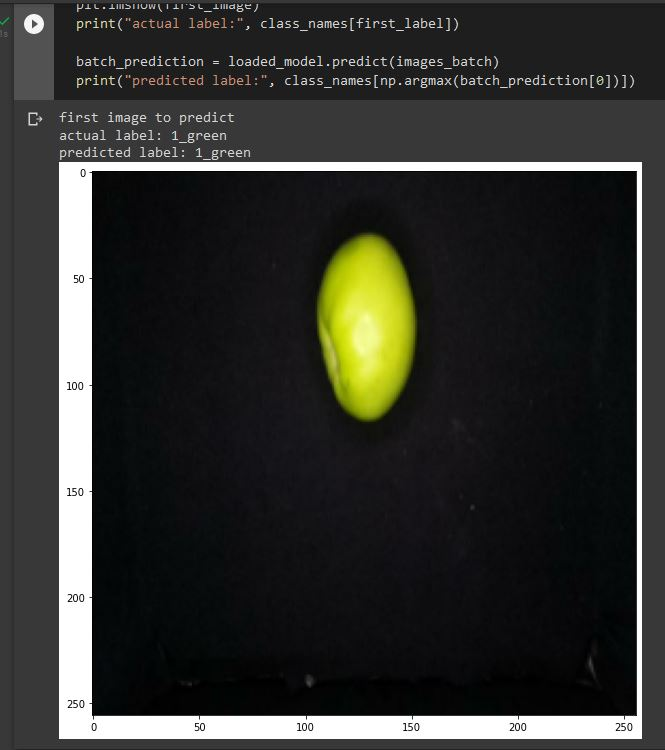 plt.imshow(first_image)
print("actual label:", class_names[first_label])
batch_prediction = loaded_model.predict(images_batch)
print("predicted label:", class_names[np.argmax(batch_prediction[0])])
1s
first image to predict
actual label: 1_green
predicted label: 1_green
0
50
100
150
200
250
0 50 100 150 200 250